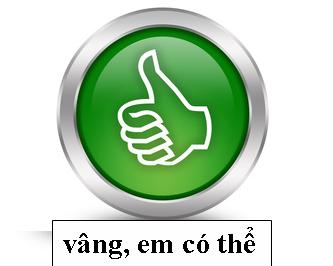 vâng, em có thể